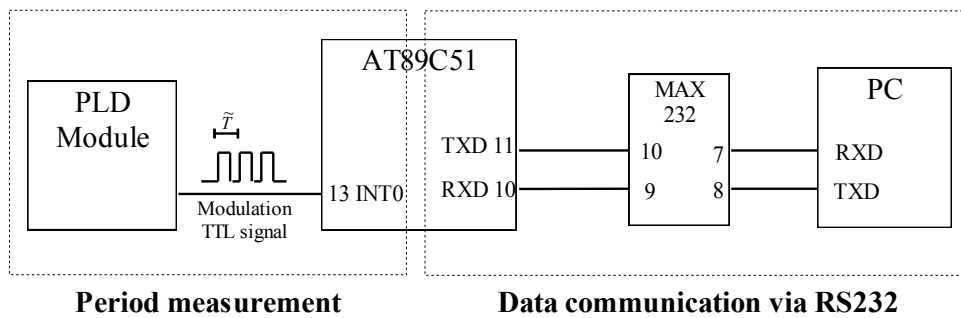 PLD
Module
T̃
Modulation
TTL signal
AT89C51
13 INT0
TXD 11
RXD 10
MAX
232
10 7
9 8
PC
RXD
TXD
Period measurement
Data communication via RS232